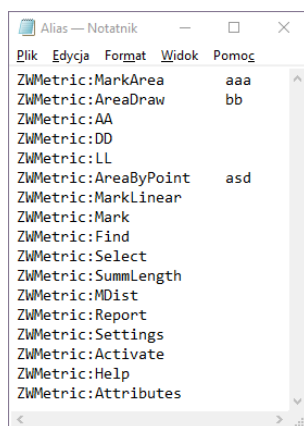 Alias — Notatnik
Plik Edycja Format Widok Pomoc
ZWMetric:MarkArea aaa
ZWMetric:AreaDraw bb
ZWMetric:AA
ZWMetric:DD
ZWMetric:LL
ZWMetric:AreaByPoint asd
ZWMetric:MarkLinear
ZWMetric:Mark
ZWMetric:Find
ZWMetric:Select
ZWMetric:SummLength
ZWMetric:MDist
ZWMetric:Report
ZWMetric:Settings
ZWMetric:Activate
ZWMetric:Help
ZWMetric:Attributes